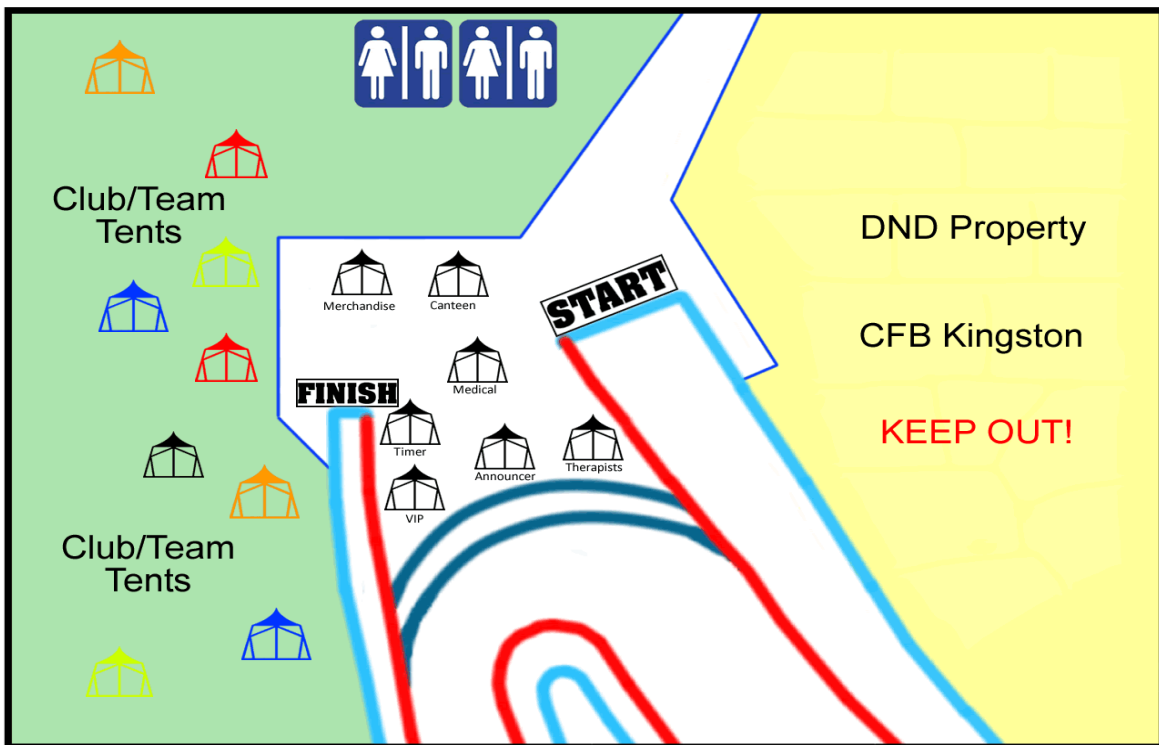 Club/Team
Tents
DND Property
Merchandise
Canteen
START
CFB Kingston
Medical
FINISH
KEEP OUT!
Timer
Announcer
Therapists
VIP
Club/Team
Tents